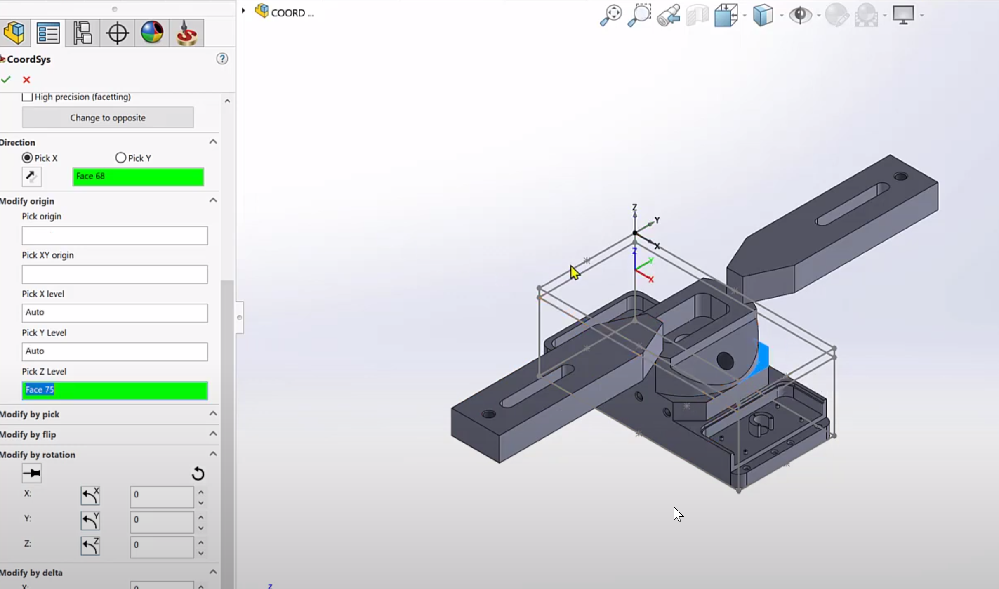 COORD ...
CoordSys
High precision (facetting)
Change to opposite
Direction
Pick X
Pick Y
Face 68
Modify origin
Pick origin
Pick XY origin
Pick X level
Auto
Pick Y Level
Auto
Pick Z Level
Face 75
Modify by pick
Modify by flip
Modify by rotation
X:
X
0
Y:
Y
0
Z:
Z
0
Modify by delta
X:
0
Z
Y
X
Z
Y
X
Z